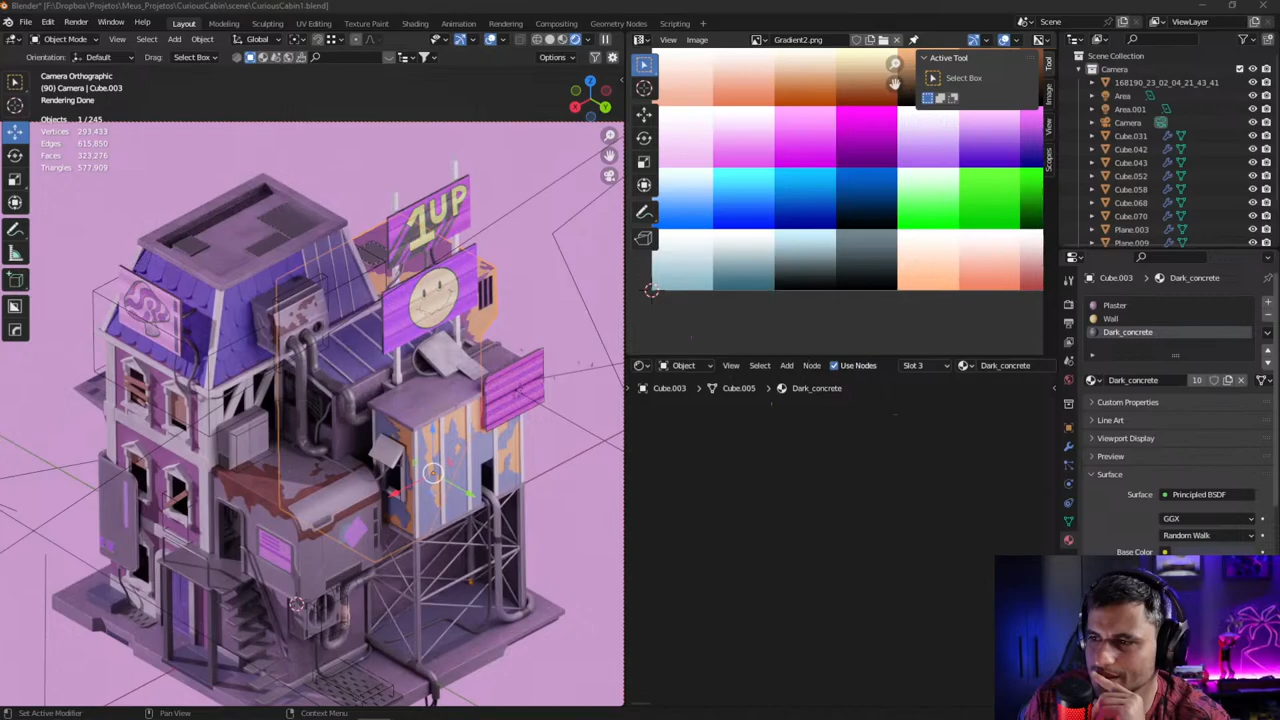 Blender* [F:\Dropbox\Projetos\Meus_Projetos\CuriousCabin\scene\CuriousCabin1.blend]
File Edit Render Window Help Layout Modeling Sculpting UV Editing Texture Paint Shading Animation Rendering Compositing Geometry Nodes Scripting Scene ViewLayer
Object Mode View Select Add Object Global View Image Gradient2.png
Orientation: Default Drag: Select Box Options
Camera Orthographic
(90) Camera | Cube.003
Rendering Done
Objects 1/245
Vertices 293,433
Edges 615,850
Faces 323,276
Triangles 577,909
1UP
Active Tool
Select Box
Tool
Image
View
Scopes
Object View Select Add Node Use Nodes Slot 3 Dark_concrete
Cube.003 > Cube.005 > Dark_concrete
Scene Collection
Camera
168190_23_02_04_21_43_41
Area
Area.001
Camera
Cube.031
Cube.042
Cube.043
Cube.052
Cube.058
Cube.068
Cube.070
Plane.003
Plane.009
Cube.003 > Dark_concrete
Plaster
Wall
Dark_concrete
Dark_concrete 10
Custom Properties
Line Art
Viewport Display
Preview
Surface
Surface Principled BSDF
GGX
Random Walk
Base Color
Set Active Modifier Pan View Context Menu